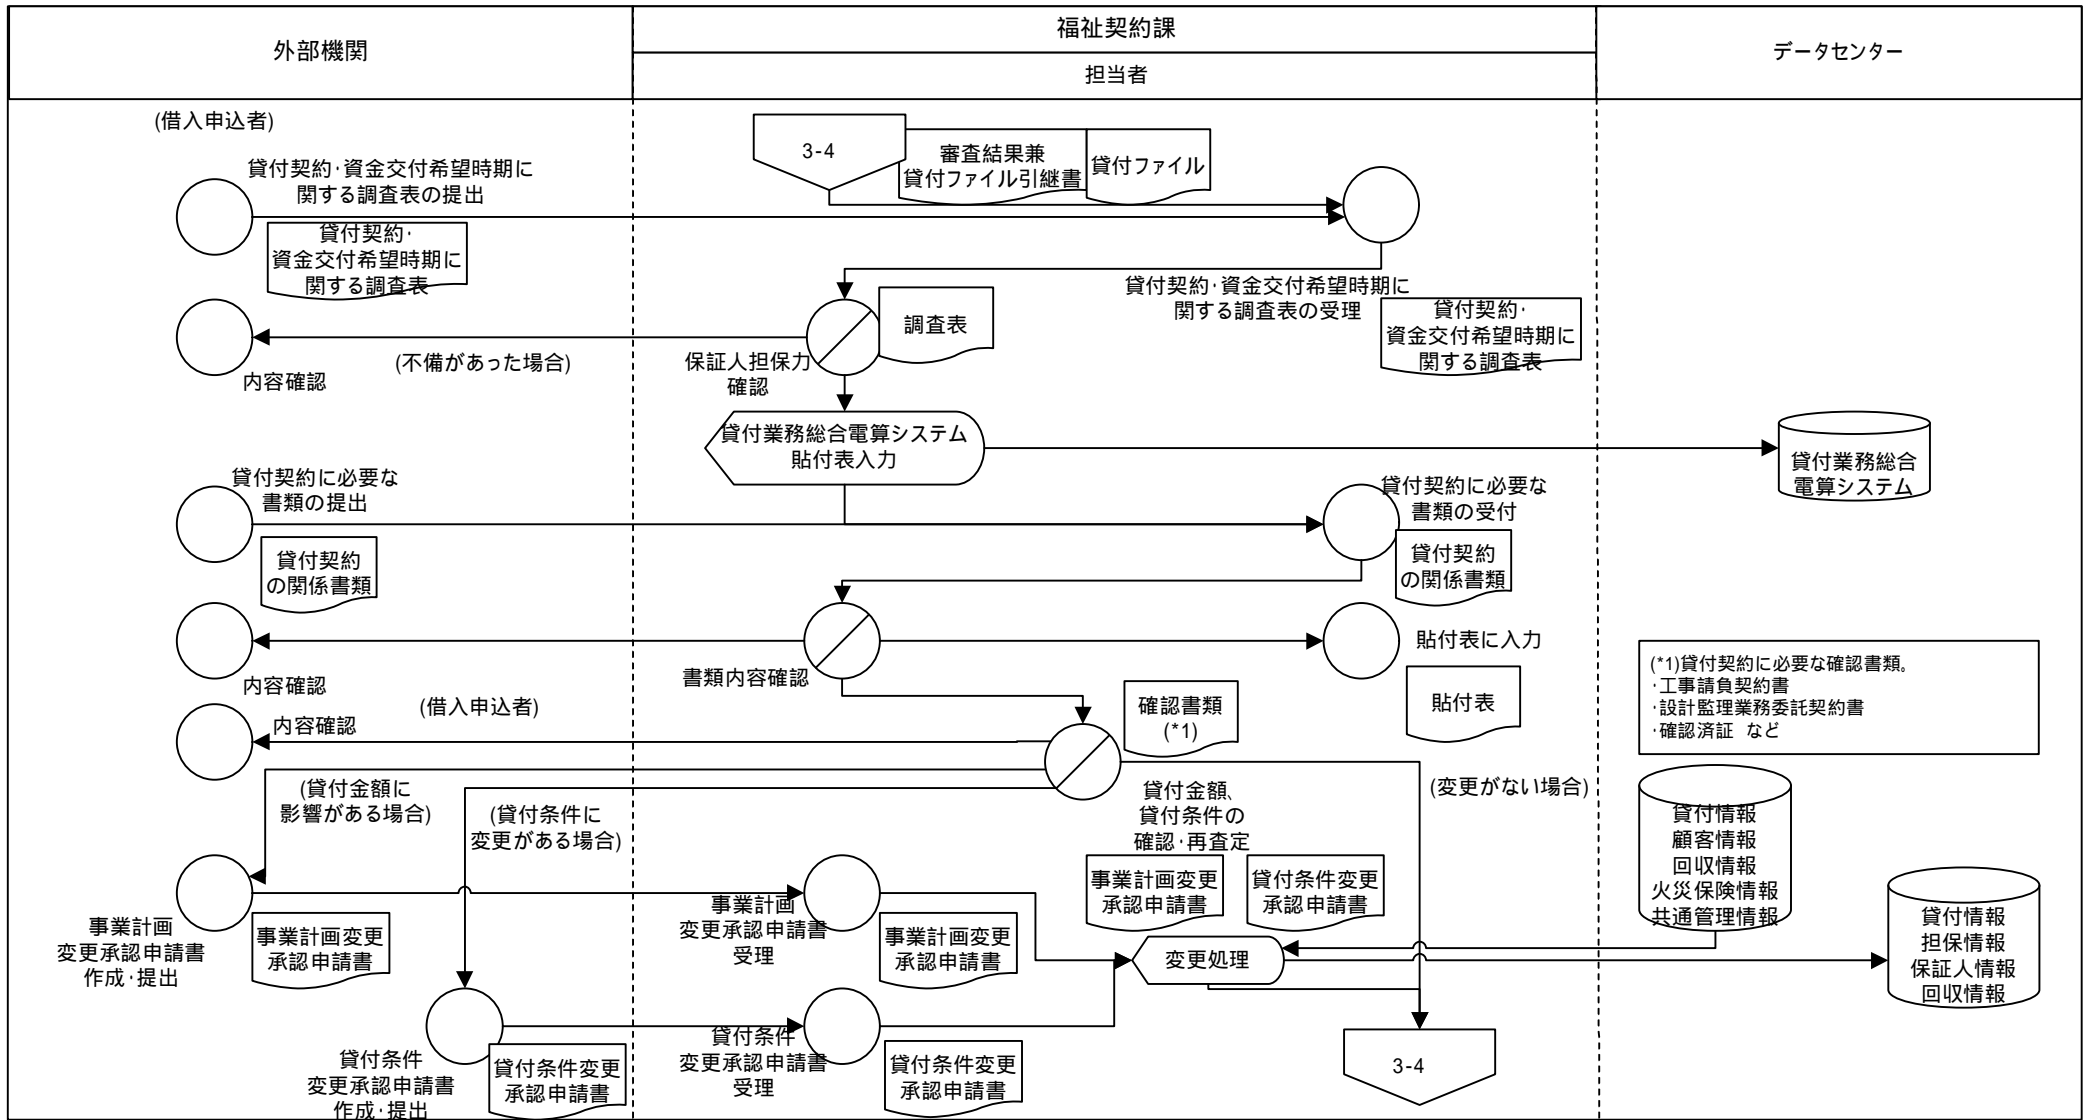 外部機関
福祉契約課
担当者
データセンター
(借入申込者)
貸付契約・資金交付希望時期に
関する調査表の提出
貸付契約・
資金交付希望時期に
関する調査表
3-4
審査結果兼
貸付ファイル引継書
貸付ファイル
貸付契約・資金交付希望時期に
関する調査表の受理
貸付契約・
資金交付希望時期に
関する調査表
調査表
保証人担保力
確認
(不備があった場合)
内容確認
貸付業務総合電算システム
貼付表入力
貸付業務総合
電算システム
貸付契約に必要な
書類の提出
貸付契約
の関係書類
貸付契約に必要な
書類の受付
貸付契約
の関係書類
内容確認
書類内容確認
貼付表に入力
貼付表
(*1)貸付契約に必要な確認書類。
・工事請負契約書
・設計監理業務委託契約書
・確認済証 など
(借入申込者)
内容確認
確認書類
(*1)
貸付金額、
貸付条件の
確認・再査定
(変更がない場合)
(貸付金額に
影響がある場合)
(貸付条件に
変更がある場合)
貸付情報
顧客情報
回収情報
火災保険情報
共通管理情報
事業計画変更
承認申請書
貸付条件変更
承認申請書
事業計画
変更承認申請書
作成・提出
事業計画変更
承認申請書
事業計画
変更承認申請書
受理
事業計画変更
承認申請書
変更処理
貸付情報
担保情報
保証人情報
回収情報
貸付条件
変更承認申請書
作成・提出
貸付条件変更
承認申請書
貸付条件
変更承認申請書
受理
貸付条件変更
承認申請書
3-4